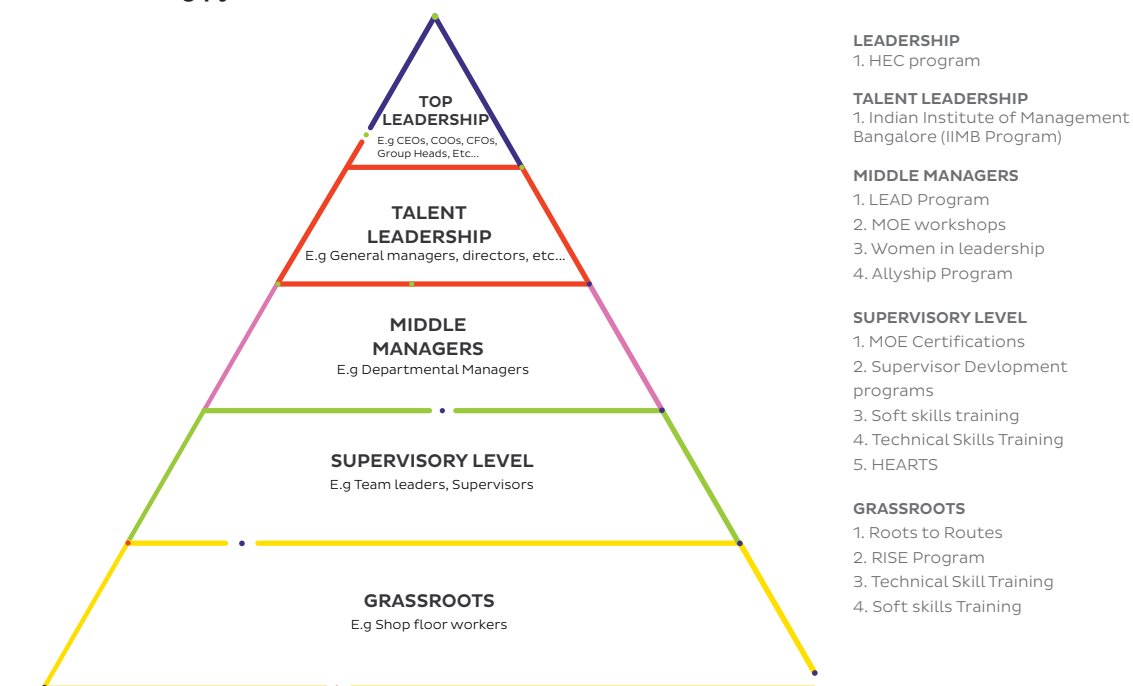 TOP
LEADERSHIP
E.g CEOs, COOs, CFOs,
Group Heads, Etc...
TALENT
LEADERSHIP
E.g General managers, directors, etc...
MIDDLE
MANAGERS
E.g Departmental Managers
SUPERVISORY LEVEL
E.g Team leaders, Supervisors
GRASSROOTS
E.g Shop floor workers
LEADERSHIP
1. HEC program
TALENT LEADERSHIP
1. Indian Institute of Management
Bangalore (IIMB Program)
MIDDLE MANAGERS
1. LEAD Program
2. MOE workshops
3. Women in leadership
4. Allyship Program
SUPERVISORY LEVEL
1. MOE Certifications
2. Supervisor Devlopment
programs
3. Soft skills training
4. Technical Skills Training
5. HEARTS
GRASSROOTS
1. Roots to Routes
2. RISE Program
3. Technical Skill Training
4. Soft skills Training